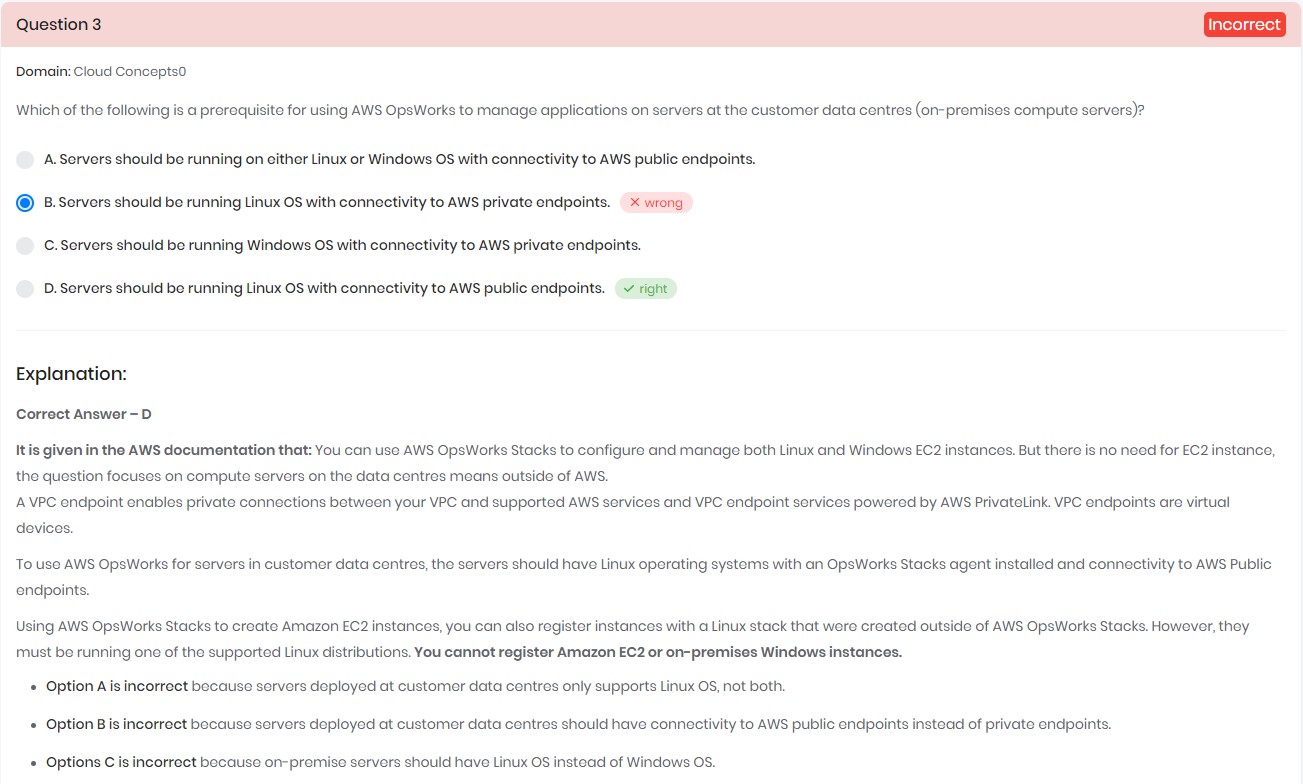 Question 3
Incorrect
Domain: Cloud Concepts0
Which of the following is a prerequisite for using AWS OpsWorks to manage applications on servers at the customer data centres (on-premises compute servers)?
A. Servers should be running on either Linux or Windows OS with connectivity to AWS public endpoints.
B. Servers should be running Linux OS with connectivity to AWS private endpoints. ✕ wrong
C. Servers should be running Windows OS with connectivity to AWS private endpoints.
D. Servers should be running Linux OS with connectivity to AWS public endpoints. ✓ right
Explanation:
Correct Answer – D
It is given in the AWS documentation that: You can use AWS OpsWorks Stacks to configure and manage both Linux and Windows EC2 instances. But there is no need for EC2 instance,
the question focuses on compute servers on the data centres means outside of AWS.
A VPC endpoint enables private connections between your VPC and supported AWS services and VPC endpoint services powered by AWS PrivateLink. VPC endpoints are virtual
devices.
To use AWS OpsWorks for servers in customer data centres, the servers should have Linux operating systems with an OpsWorks Stacks agent installed and connectivity to AWS Public
endpoints.
Using AWS OpsWorks Stacks to create Amazon EC2 instances, you can also register instances with a Linux stack that were created outside of AWS OpsWorks Stacks. However, they
must be running one of the supported Linux distributions. You cannot register Amazon EC2 or on-premises Windows instances.
• Option A is incorrect because servers deployed at customer data centres only supports Linux OS, not both.
• Option B is incorrect because servers deployed at customer data centres should have connectivity to AWS public endpoints instead of private endpoints.
• Options C is incorrect because on-premise servers should have Linux OS instead of Windows OS.